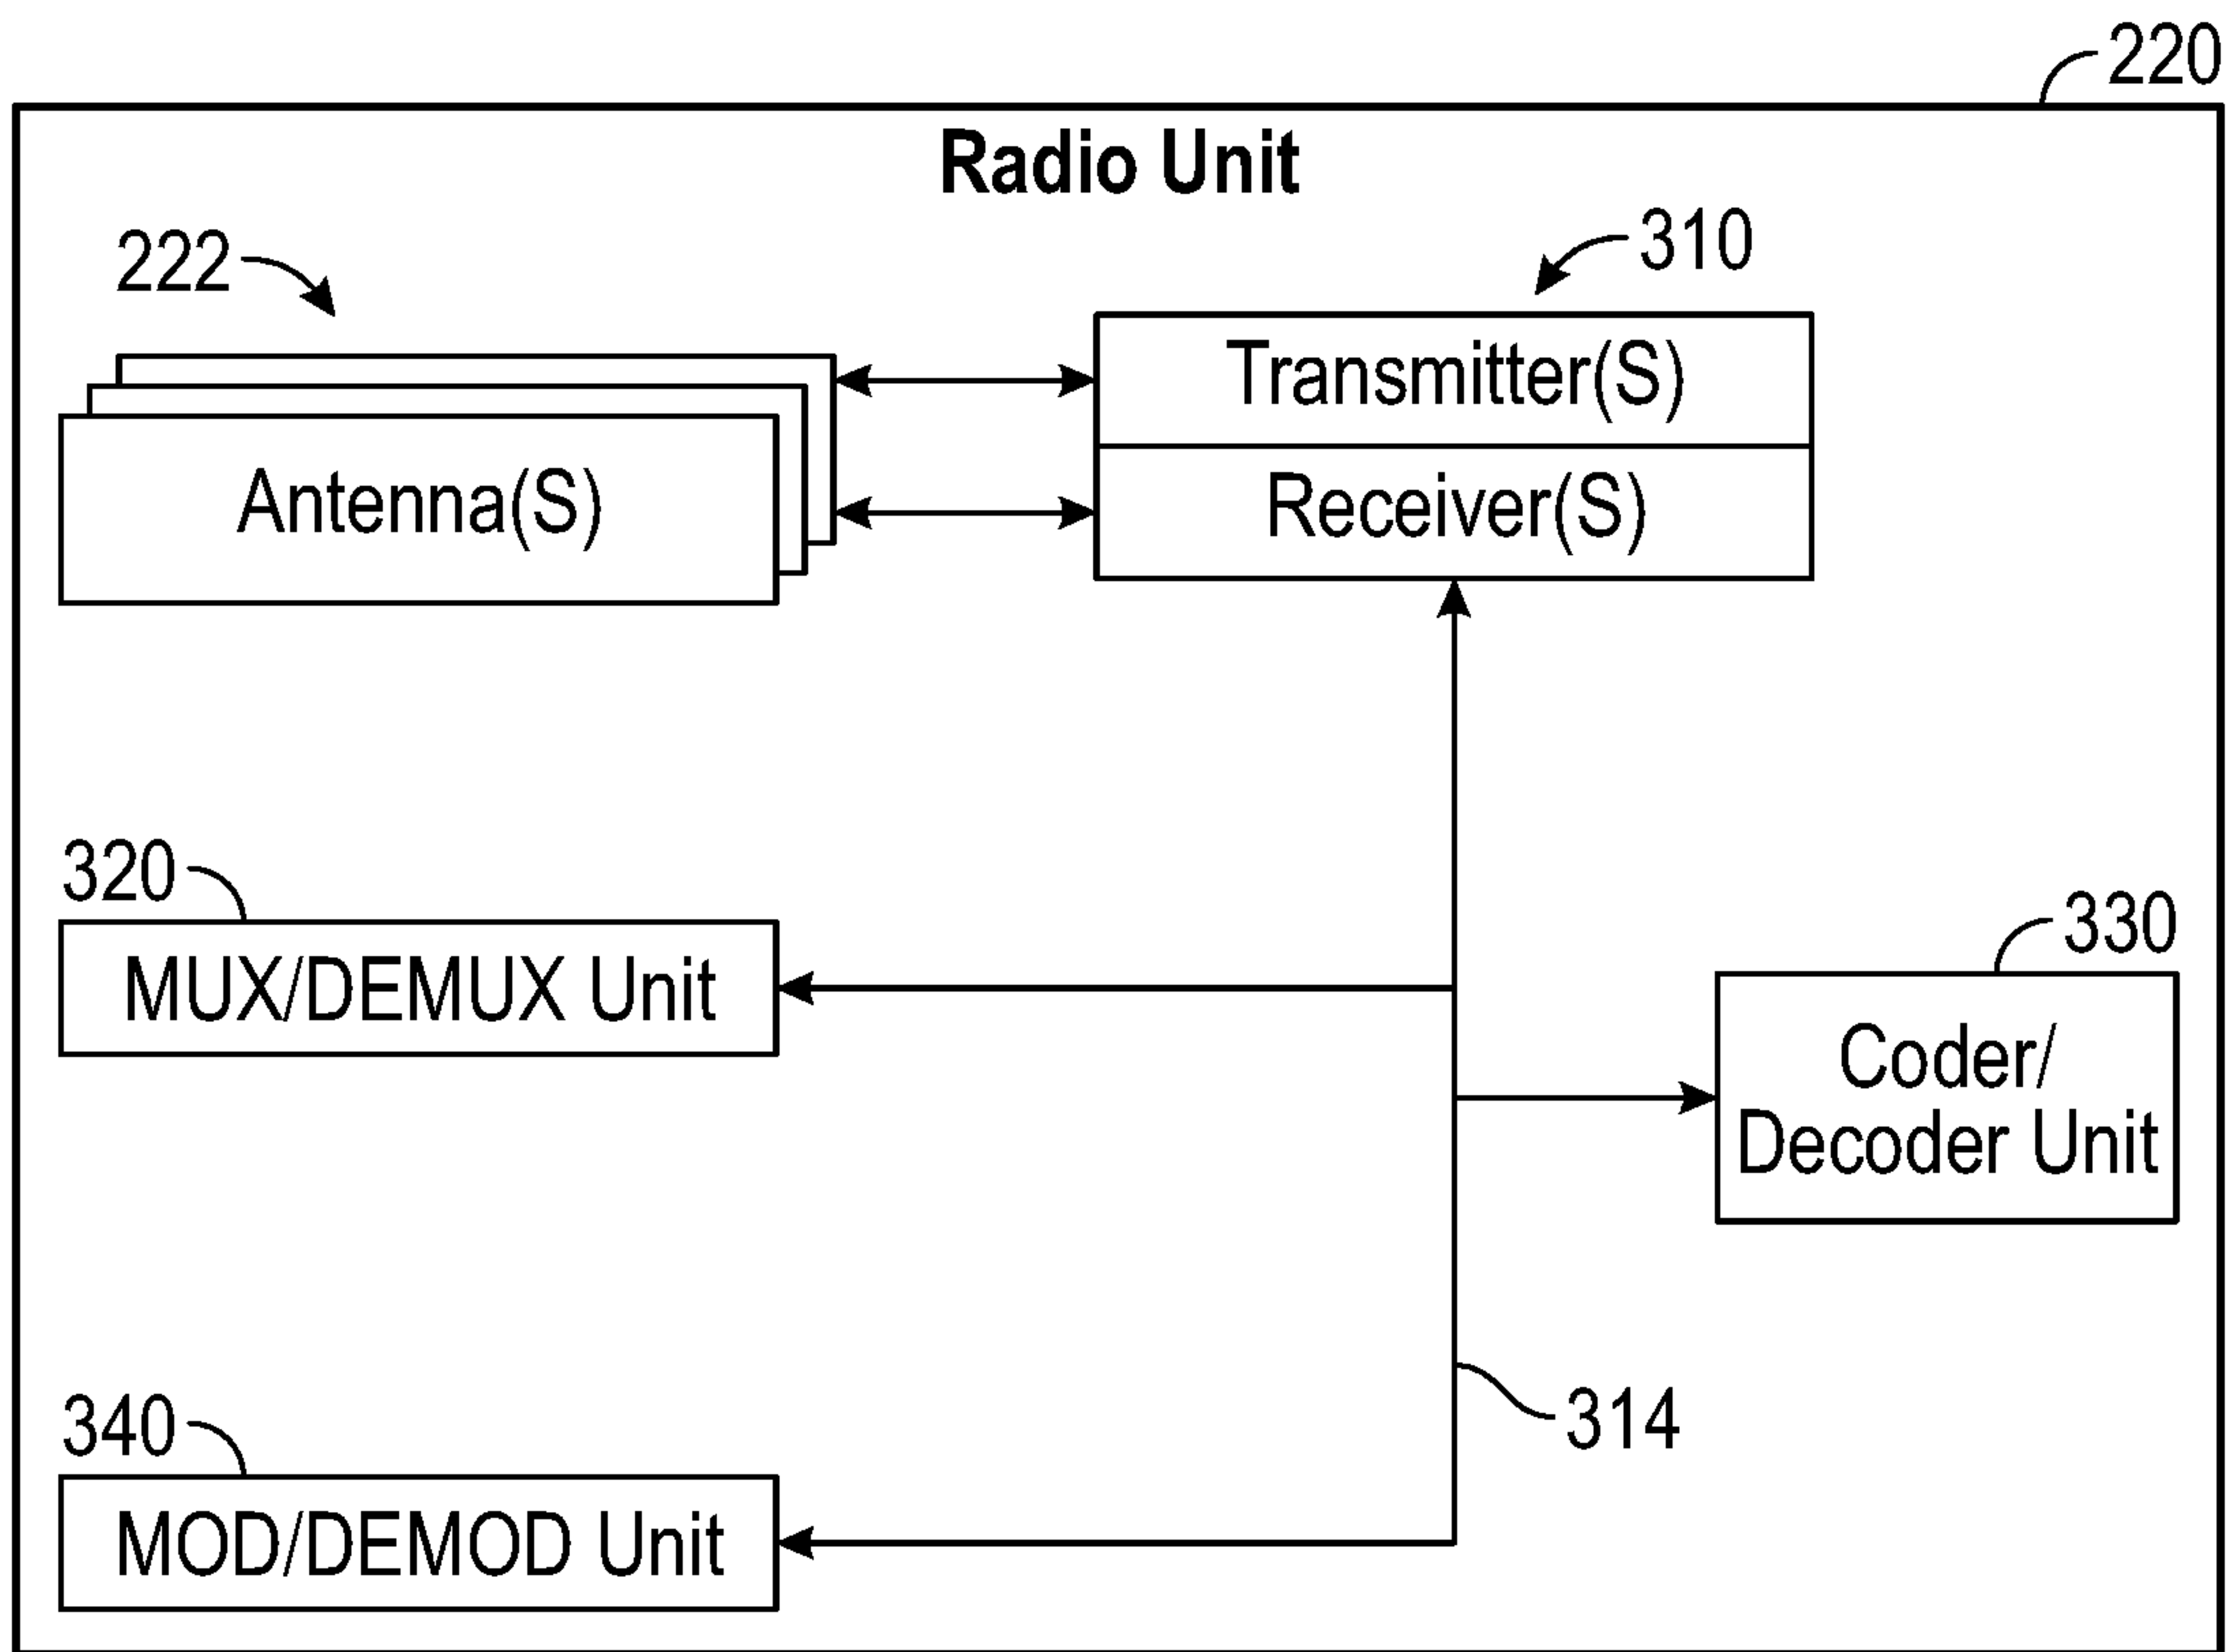 220
Radio Unit
222
310
Transmitter(S)
Antenna(S)
Receiver(S)
320
MUX/DEMUX Unit
330
Coder/
Decoder Unit
314
340
MOD/DEMOD Unit